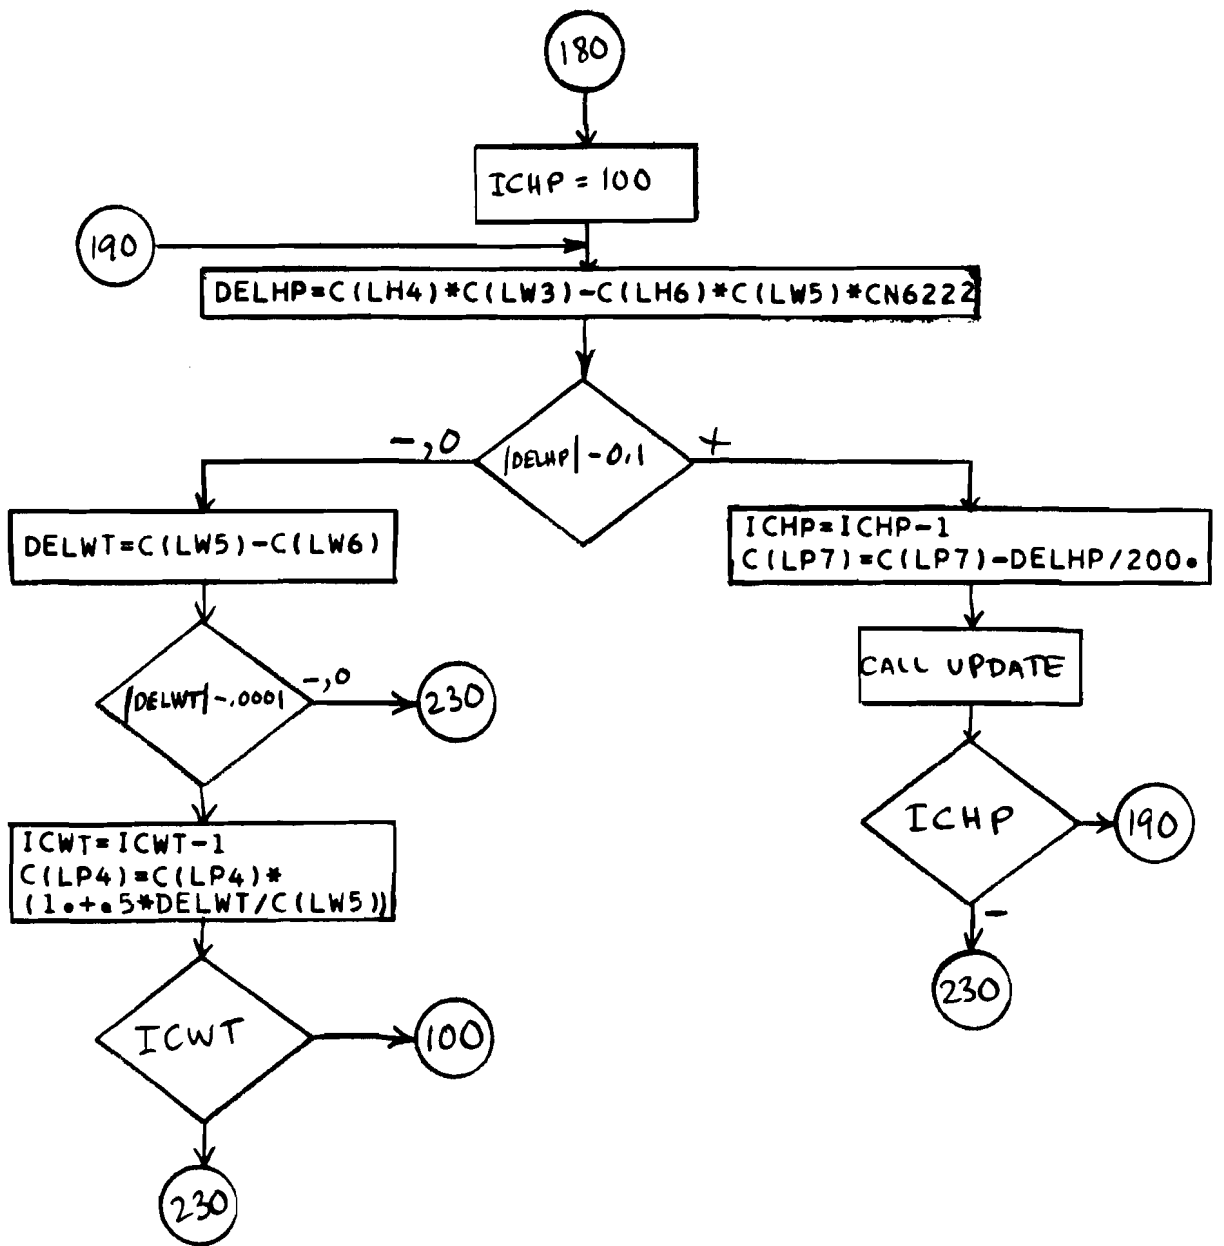 180
ICHP = 100
190
DELHP=C(LH4)*C(LW3)-C(LH6)*C(LW5)*CN6222
-,0
|DELHP|-0.1
+
DELWT=C(LW5)-C(LW6)
ICHP=ICHP-1
C(LP7)=C(LP7)-DELHP/200.
CALL UPDATE
|DELWT|-.0001
-,0
230
ICHP
190
-
230
ICWT=ICWT-1
C(LP4)=C(LP4)*
(1.+.5*DELWT/C(LW5))
ICWT
100
230